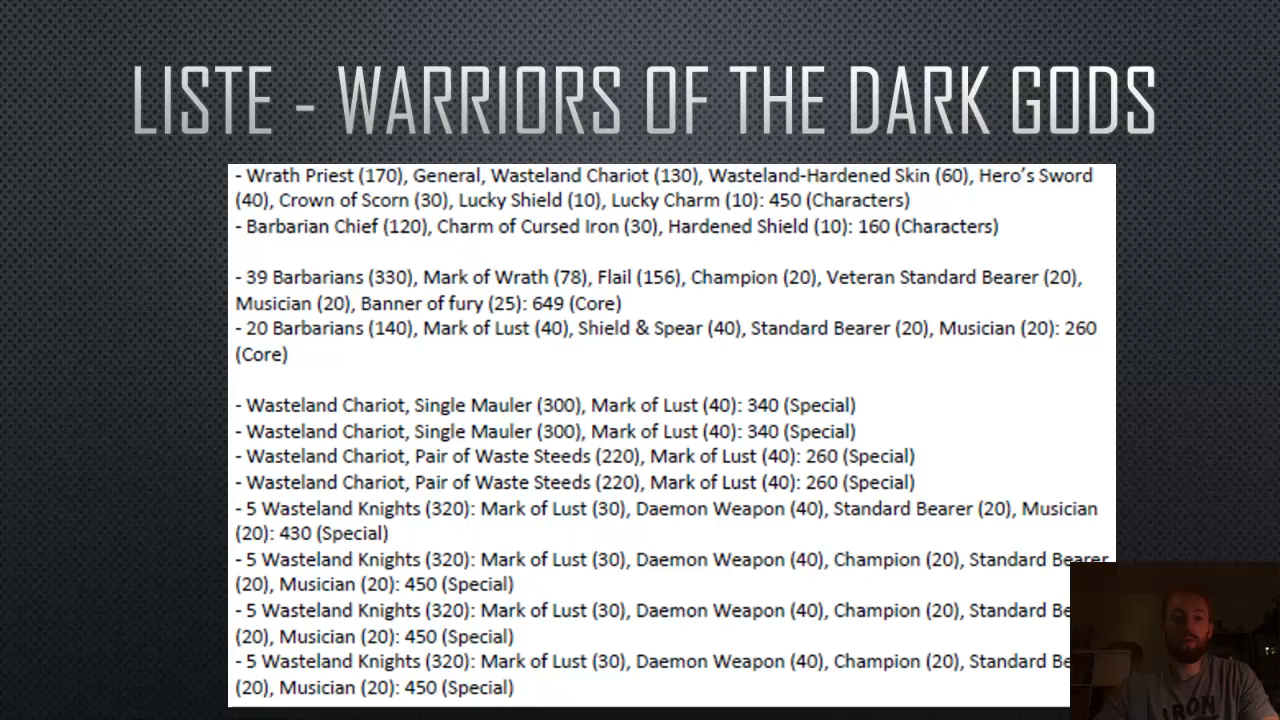 LISTE - WARRIORS OF THE DARK GODS
- Wrath Priest (170), General, Wasteland Chariot (130), Wasteland-Hardened Skin (60), Hero's Sword
(40), Crown of Scorn (30), Lucky Shield (10), Lucky Charm (10): 450 (Characters)
- Barbarian Chief (120), Charm of Cursed Iron (30), Hardened Shield (10): 160 (Characters)
- 39 Barbarians (330), Mark of Wrath (78), Flail (156), Champion (20), Veteran Standard Bearer (20),
Musician (20), Banner of fury (25): 649 (Core)
- 20 Barbarians (140), Mark of Lust (40), Shield & Spear (40), Standard Bearer (20), Musician (20): 260
(Core)
- Wasteland Chariot, Single Mauler (300), Mark of Lust (40): 340 (Special)
- Wasteland Chariot, Single Mauler (300), Mark of Lust (40): 340 (Special)
- Wasteland Chariot, Pair of Waste Steeds (220), Mark of Lust (40): 260 (Special)
- Wasteland Chariot, Pair of Waste Steeds (220), Mark of Lust (40): 260 (Special)
- 5 Wasteland Knights (320): Mark of Lust (30), Daemon Weapon (40), Standard Bearer (20), Musician
(20): 430 (Special)
- 5 Wasteland Knights (320): Mark of Lust (30), Daemon Weapon (40), Champion (20), Standard Bearer
(20), Musician (20): 450 (Special)
- 5 Wasteland Knights (320): Mark of Lust (30), Daemon Weapon (40), Champion (20), Standard Be
(20), Musician (20): 450 (Special)
- 5 Wasteland Knights (320): Mark of Lust (30), Daemon Weapon (40), Champion (20), Standard Be
(20), Musician (20): 450 (Special)